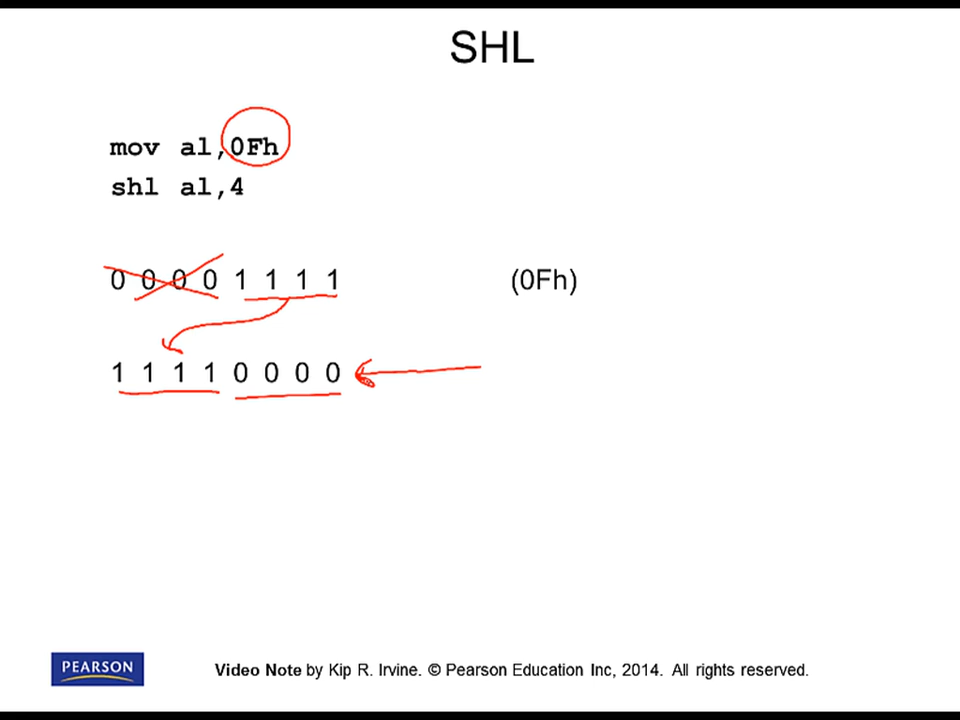 SHL
mov al,0Fh
shl al,4
0 0 0 0 1 1 1 1 (0Fh)
1 1 1 1 0 0 0 0
PEARSON
Video Note by Kip R. Irvine. © Pearson Education Inc, 2014. All rights reserved.